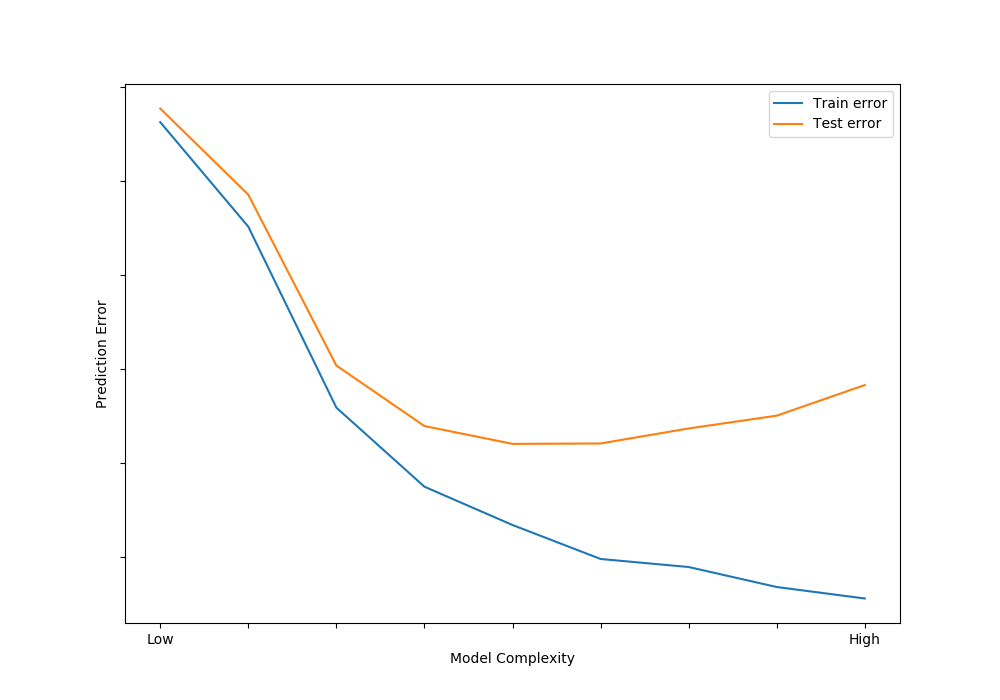 Train error
Test error
Prediction Error
Low
High
Model Complexity